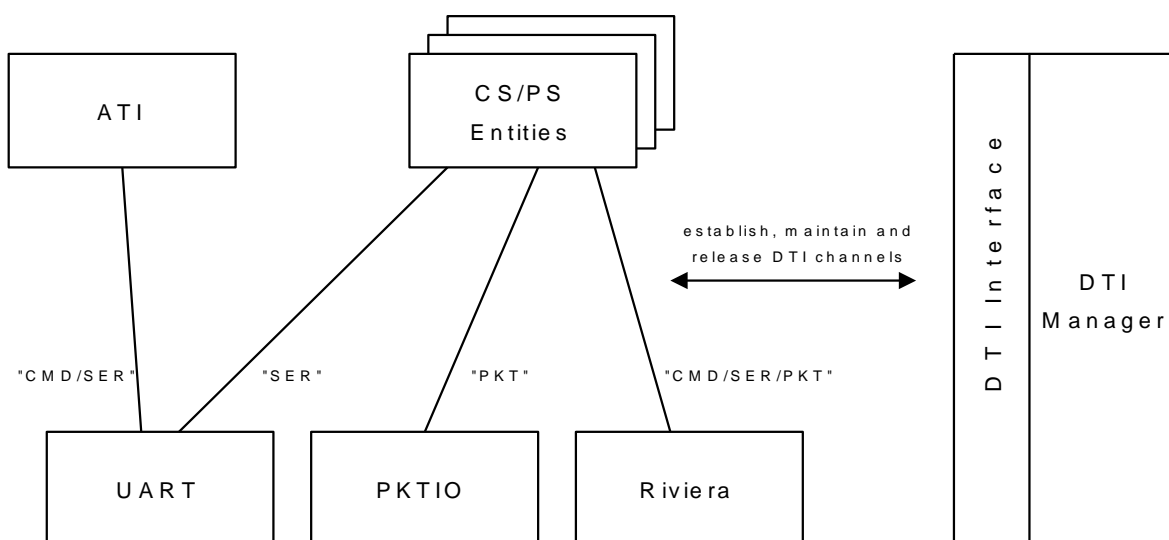 ATI
CS/PS
Entities
establish, maintain and
release DTI channels
DTI Interface
DTI
Manager
"CMD/SER"
"SER"
"PKT"
"CMD/SER/PKT"
UART
PKTIO
Riviera